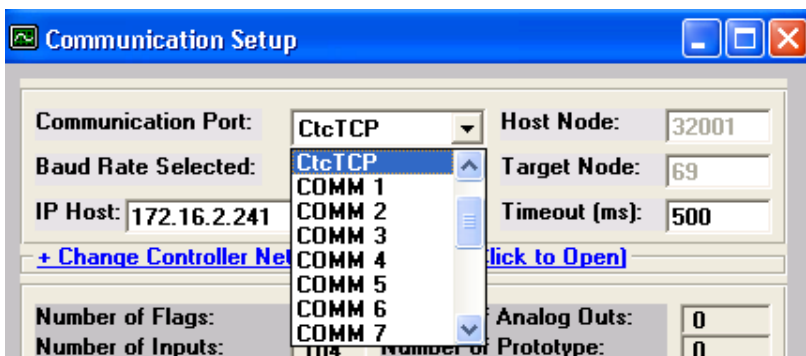 Communication Setup
Communication Port: CtcTCP Host Node: 32001
Baud Rate Selected: CtcTCP Target Node: 69
COMM 1
IP Host: 172.16.2.241 COMM 2 Timeout (ms): 500
COMM 3
+ Change Controller Net COMM 4 lick to Open)
COMM 5
Number of Flags: COMM 6 Analog Outs: 0
COMM 7
Number of Inputs: Number of Prototype: 0